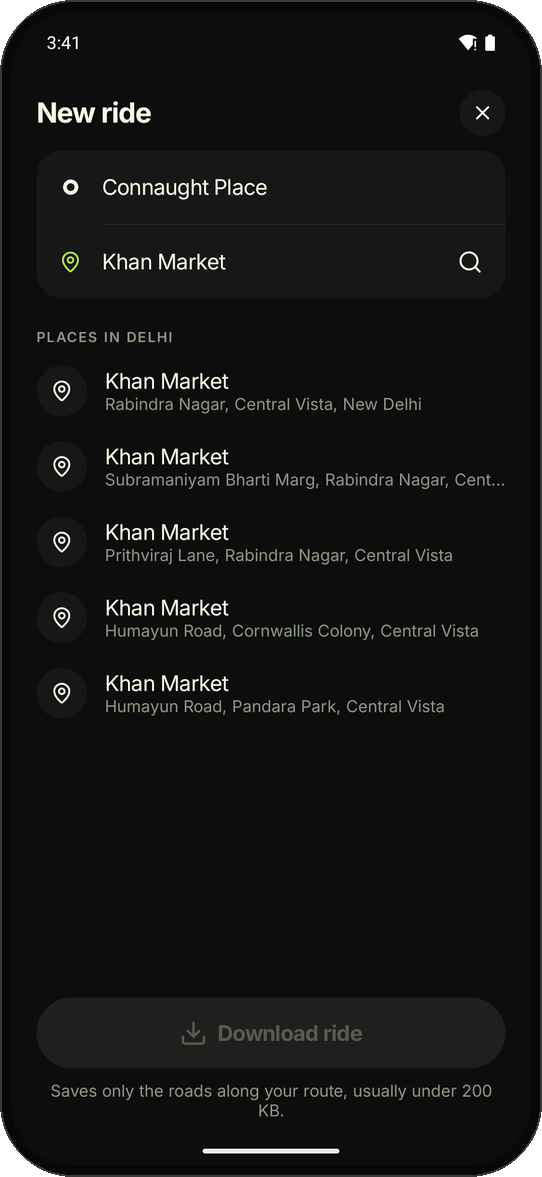 3:41
New ride
Connaught Place
Khan Market
PLACES IN DELHI
Khan Market
Rabindra Nagar, Central Vista, New Delhi
Khan Market
Subramaniyam Bharti Marg, Rabindra Nagar, Cent...
Khan Market
Prithviraj Lane, Rabindra Nagar, Central Vista
Khan Market
Humayun Road, Cornwallis Colony, Central Vista
Khan Market
Humayun Road, Pandara Park, Central Vista
Download ride
Saves only the roads along your route, usually under 200
KB.